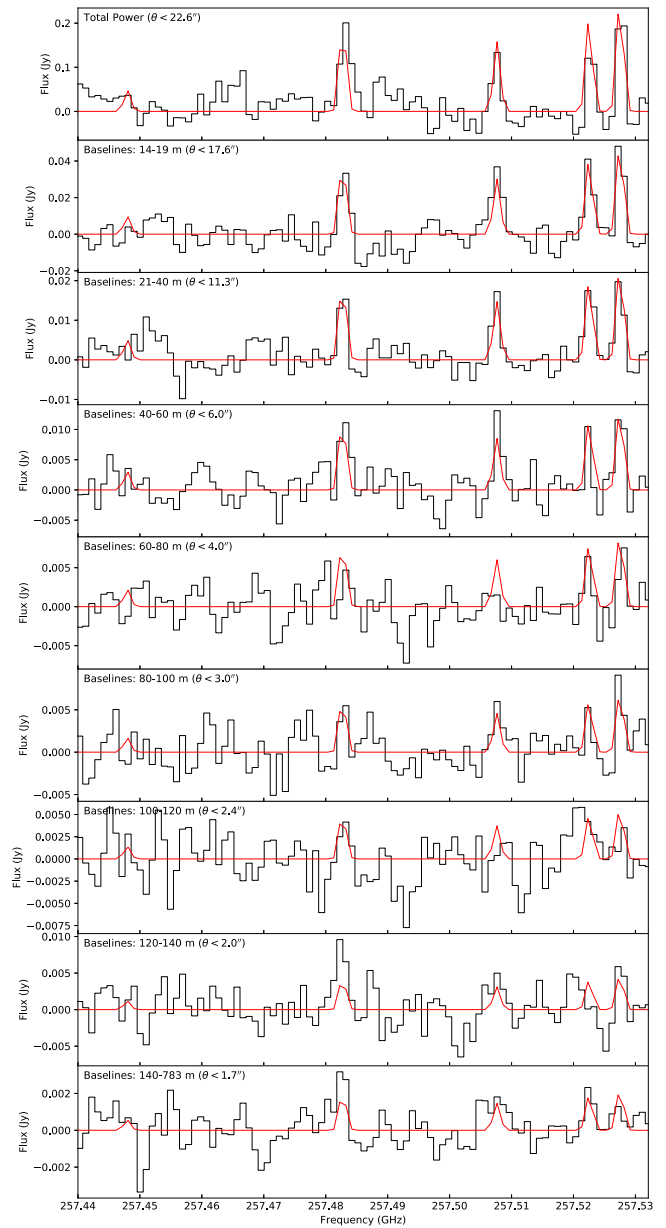 Total Power (θ < 22.6″)
0.2
0.1
0.0
Flux (Jy)
Baselines: 14-19 m (θ < 17.6″)
0.04
0.02
0.00
−0.02
Flux (Jy)
Baselines: 21-40 m (θ < 11.3″)
0.02
0.01
0.00
−0.01
Flux (Jy)
Baselines: 40-60 m (θ < 6.0″)
0.010
0.005
0.000
−0.005
Flux (Jy)
Baselines: 60-80 m (θ < 4.0″)
0.005
0.000
−0.005
Flux (Jy)
Baselines: 80-100 m (θ < 3.0″)
0.005
0.000
−0.005
Flux (Jy)
Baselines: 100-120 m (θ < 2.4″)
0.0050
0.0025
0.0000
−0.0025
−0.0050
−0.0075
Flux (Jy)
Baselines: 120-140 m (θ < 2.0″)
0.010
0.005
0.000
−0.005
Flux (Jy)
Baselines: 140-783 m (θ < 1.7″)
0.002
0.000
−0.002
Flux (Jy)
257.44 257.45 257.46 257.47 257.48 257.49 257.50 257.51 257.52 257.53
Frequency (GHz)